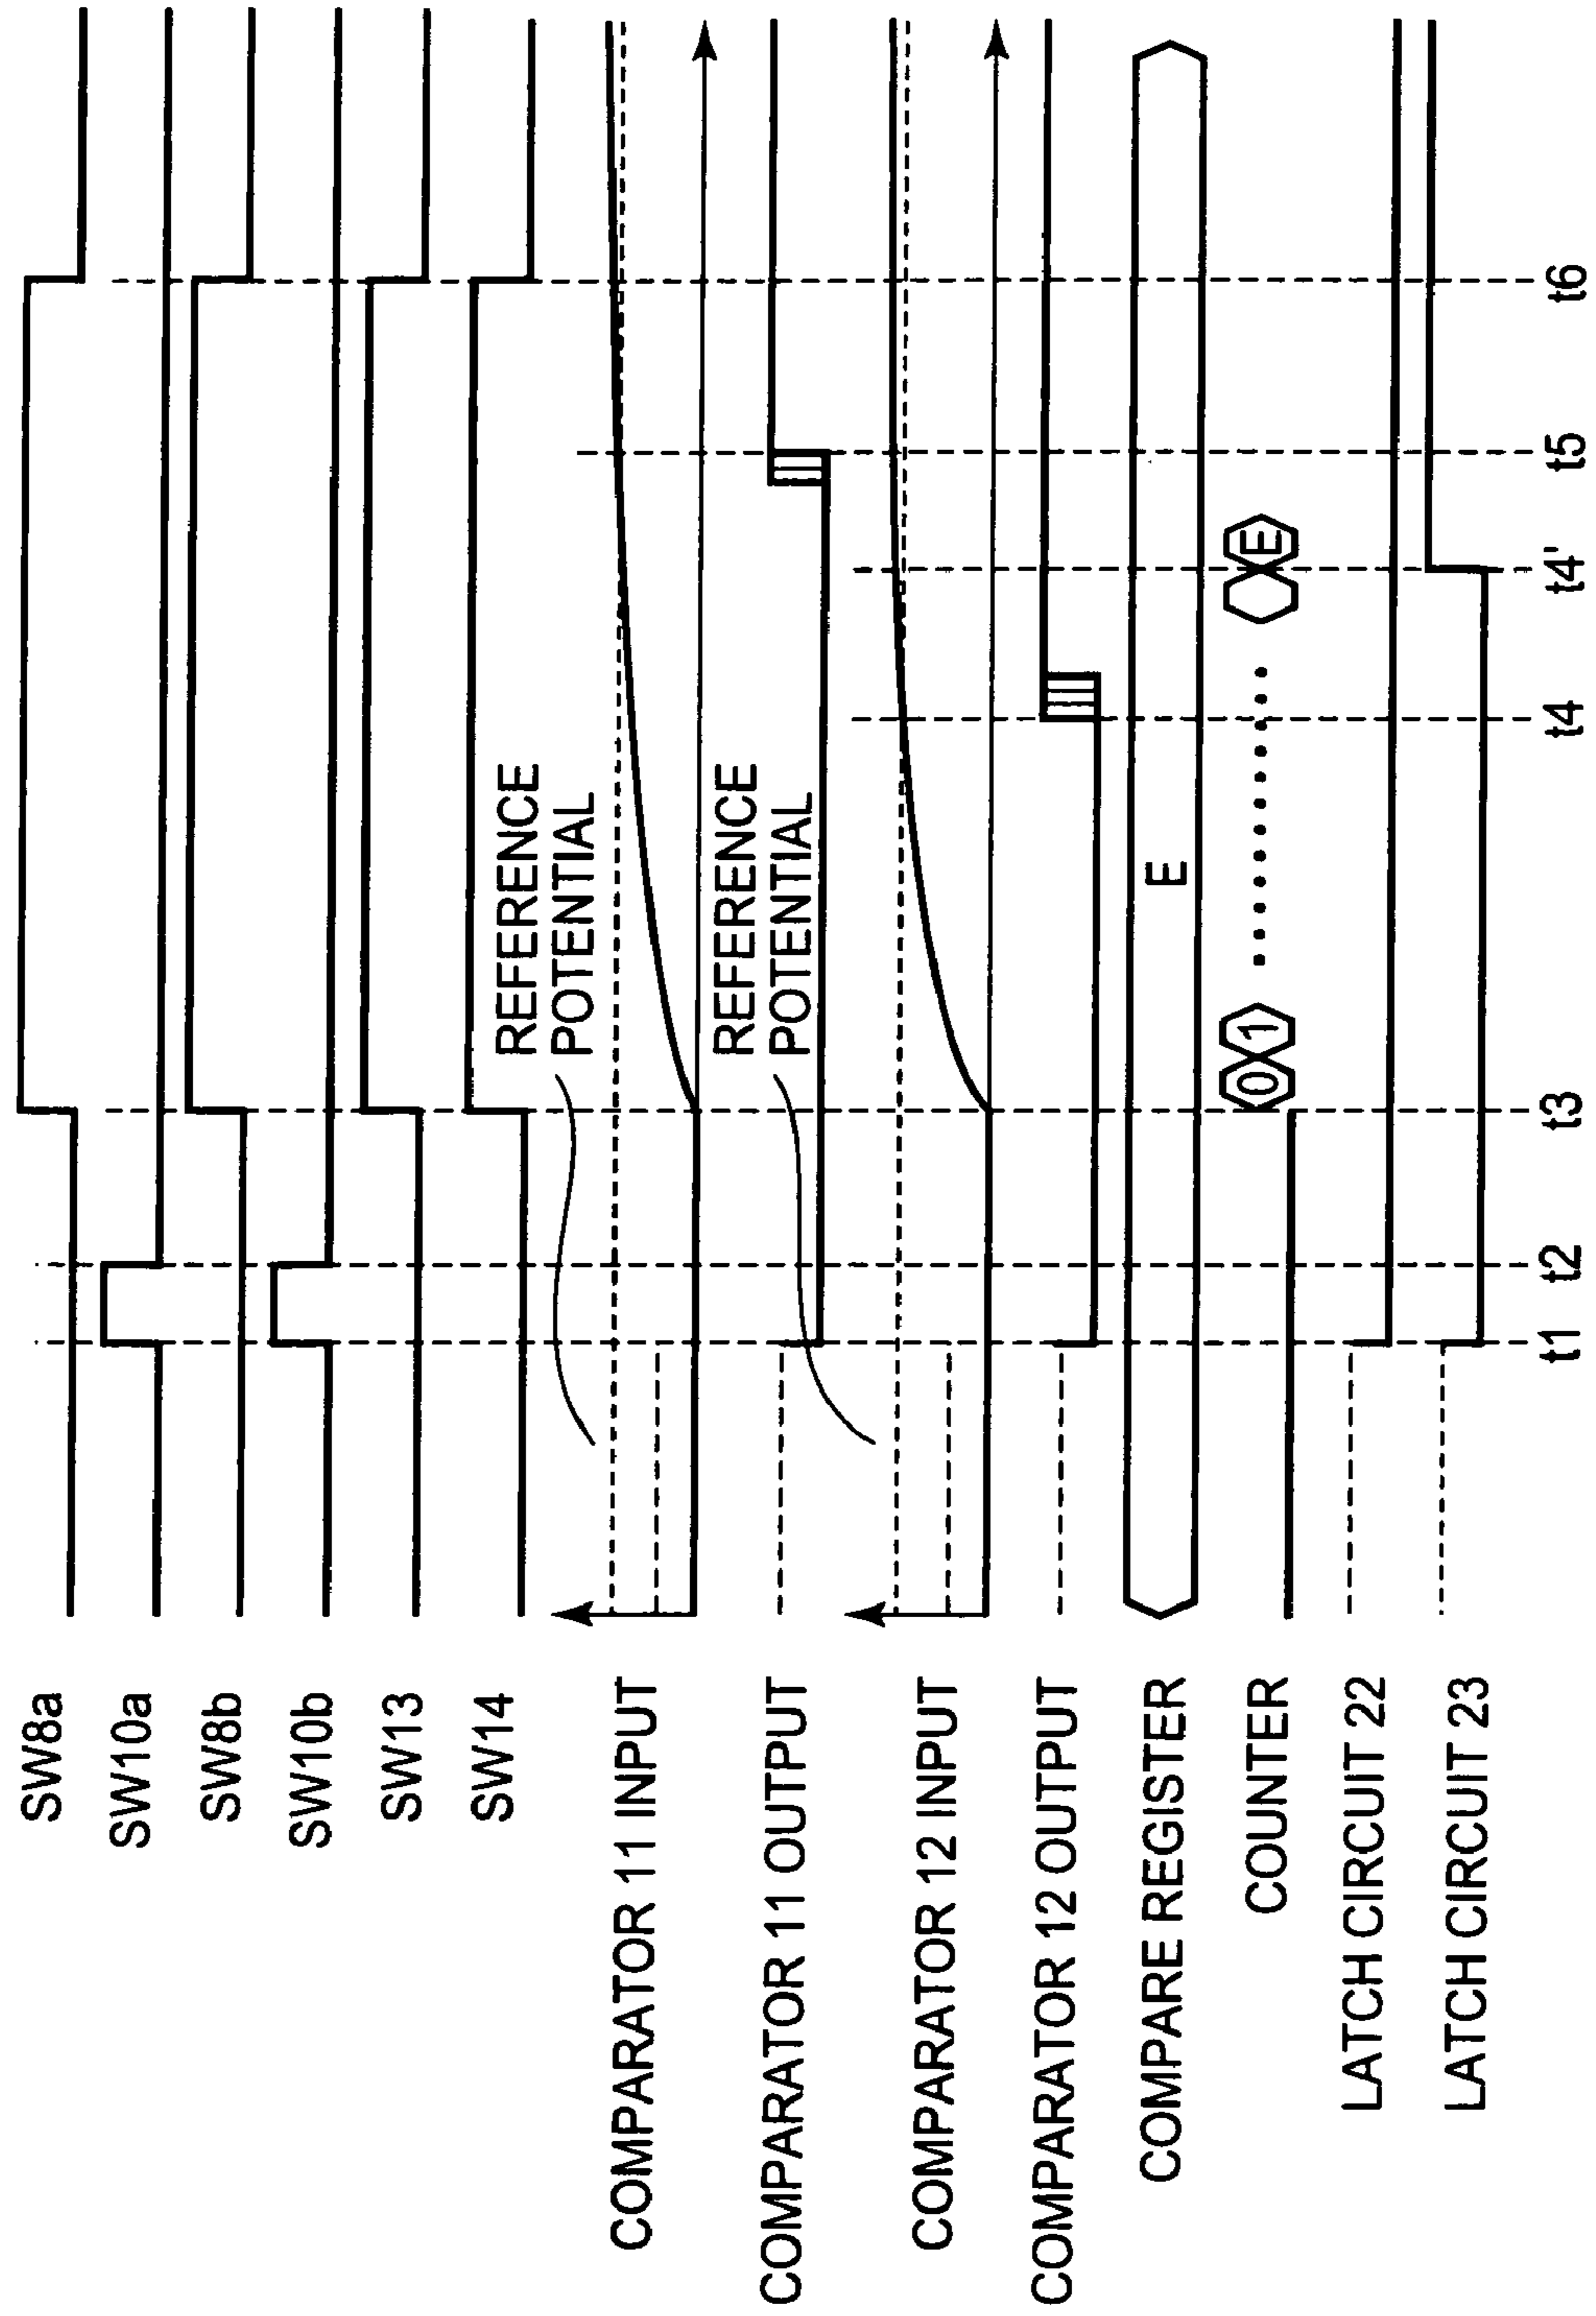 SW8a
SW10a
SW8b
SW10b
SW13
SW14
REFERENCE
POTENTIAL
COMPARATOR 11 INPUT
REFERENCE
POTENTIAL
COMPARATOR 11 OUTPUT
COMPARATOR 12 INPUT
COMPARATOR 12 OUTPUT
COMPARE REGISTER
E
COUNTER
0 1 E
LATCH CIRCUIT 22
LATCH CIRCUIT 23
t1 t2 t3 t4 t4' t5 t6